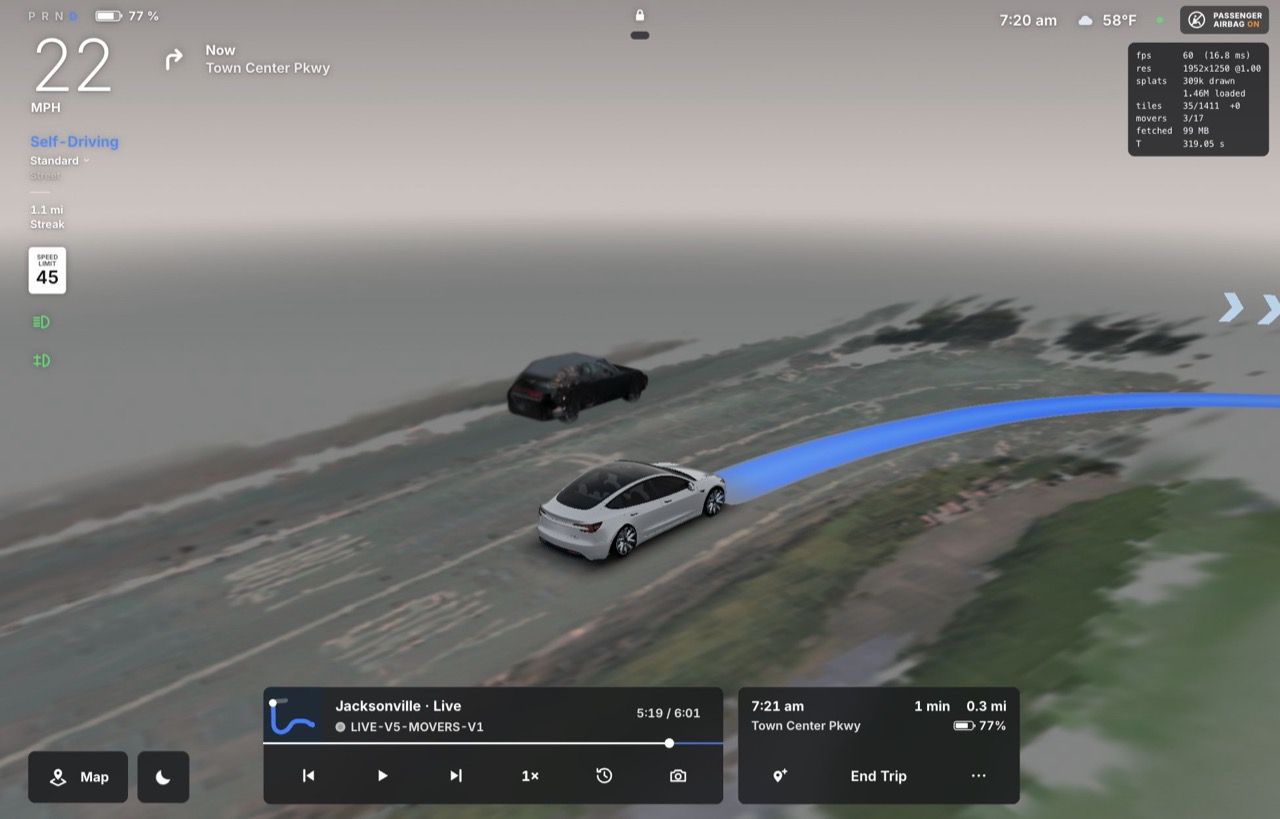 P R N D 77 %
7:20 am 58°F
PASSENGER
AIRBAG ON
22
MPH
Now
Town Center Pkwy
fps 60 (16.8 ms)
res 1952x1250 @1.00
splats 309k drawn
1.46M loaded
tiles 35/1411 +0
movers 3/17
fetched 99 MB
T 319.05 s
Self-Driving
Standard
Street
1.1 mi
Streak
SPEED
LIMIT
45
Jacksonville · Live
LIVE-V5-MOVERS-V1
5:19 / 6:01
1×
7:21 am 1 min 0.3 mi
Town Center Pkwy 77%
End Trip
Map